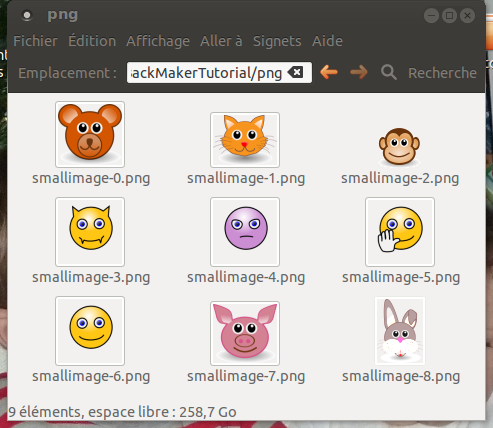 png
Fichier Édition Affichage Aller à Signets Aide
Emplacement : ackMakerTutorial/png Recherche
smallimage-0.png smallimage-1.png smallimage-2.png
smallimage-3.png smallimage-4.png smallimage-5.png
smallimage-6.png smallimage-7.png smallimage-8.png
9 éléments, espace libre : 258,7 Go